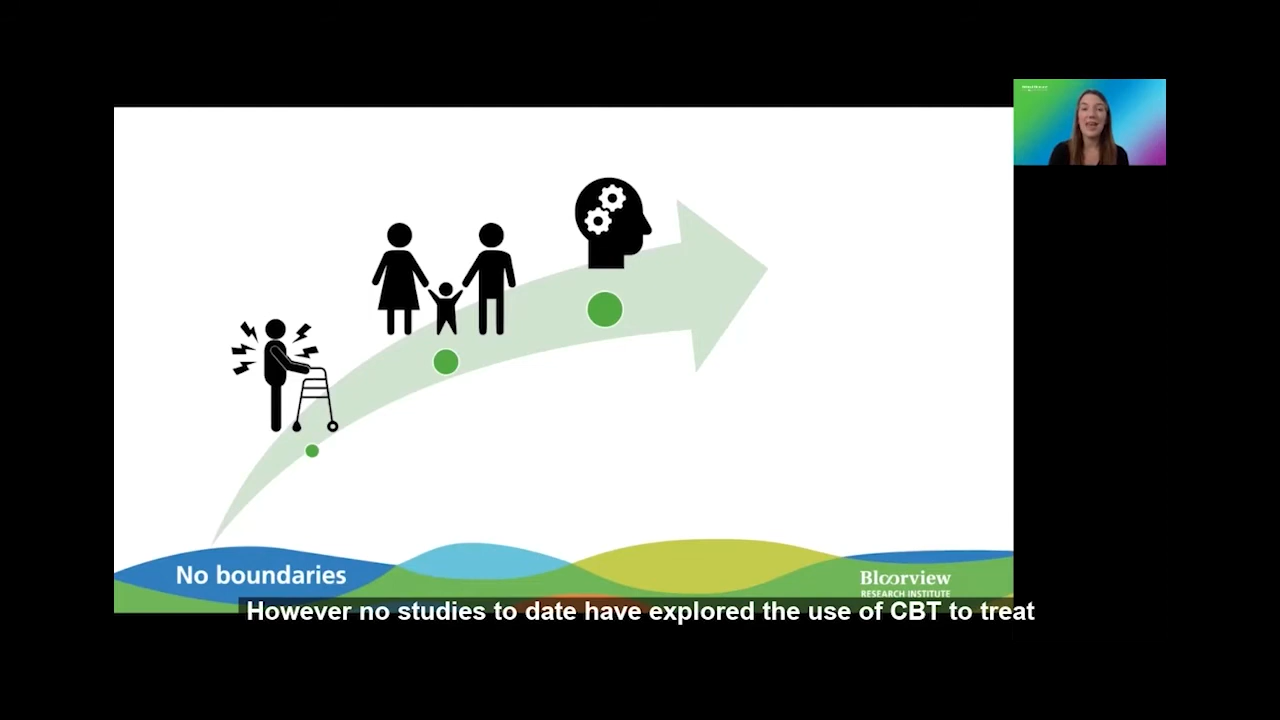 No boundaries
Bloorview
RESEARCH INSTITUTE
However no studies to date have explored the use of CBT to treat